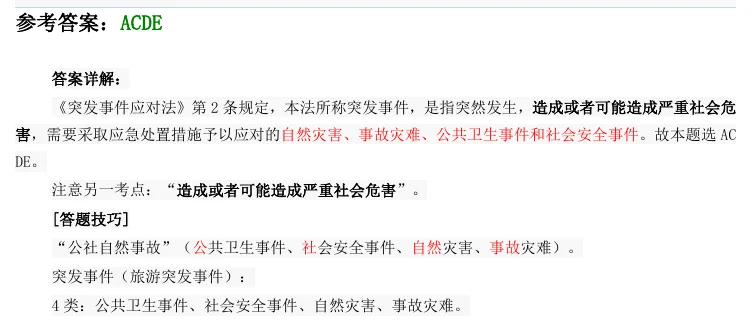 参考答案：ACDE
答案详解：
《突发事件应对法》第 2 条规定，本法所称突发事件，是指突然发生，造成或者可能造成严重社会危
害，需要采取应急处置措施予以应对的自然灾害、事故灾难、公共卫生事件和社会安全事件。故本题选 AC
DE。
注意另一考点：“造成或者可能造成严重社会危害”。
[答题技巧]
“公社自然事故”（公共卫生事件、社会安全事件、自然灾害、事故灾难）。
突发事件（旅游突发事件）：
4 类：公共卫生事件、社会安全事件、自然灾害、事故灾难。